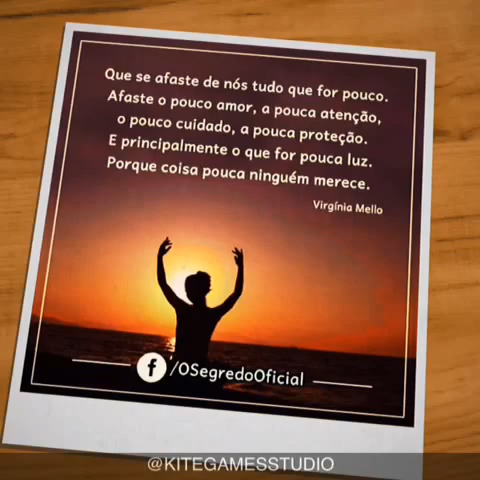 Que se afaste de nós tudo que for pouco.
Afaste o pouco amor, a pouca atenção,
o pouco cuidado, a pouca proteção.
E principalmente o que for pouca luz.
Porque coisa pouca ninguém merece.
Virgínia Mello
f /OSegredoOficial
@KITEGAMESSTUDIO